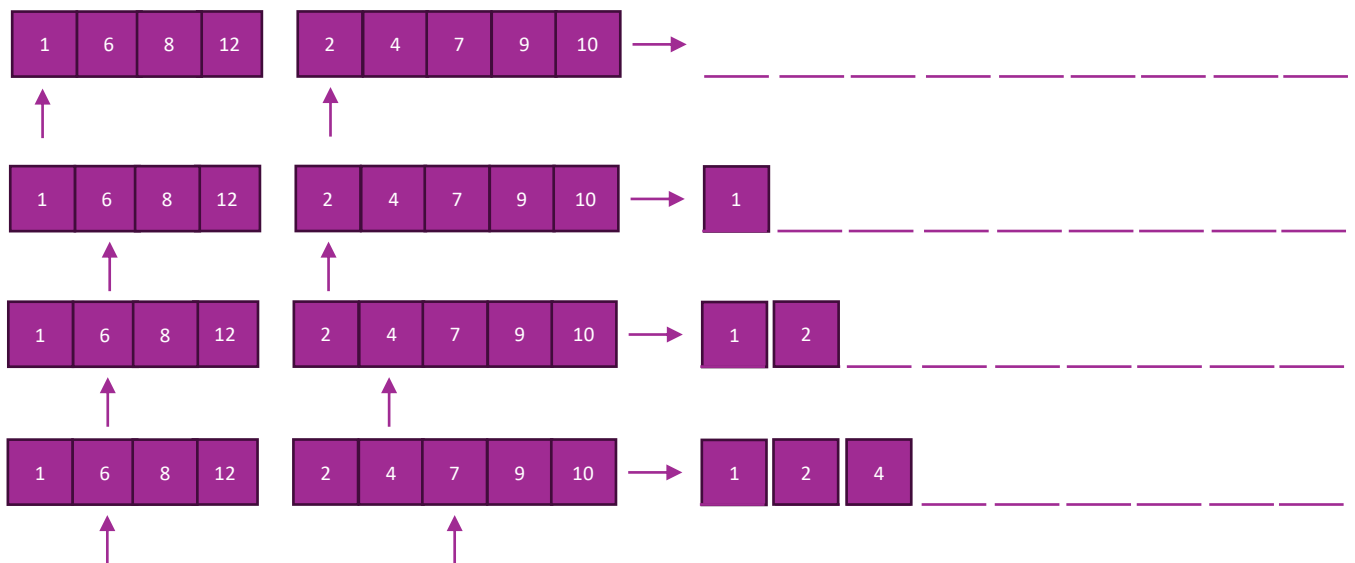 1 6 8 12 2 4 7 9 10
1 6 8 12 2 4 7 9 10 1
1 6 8 12 2 4 7 9 10 1 2
1 6 8 12 2 4 7 9 10 1 2 4